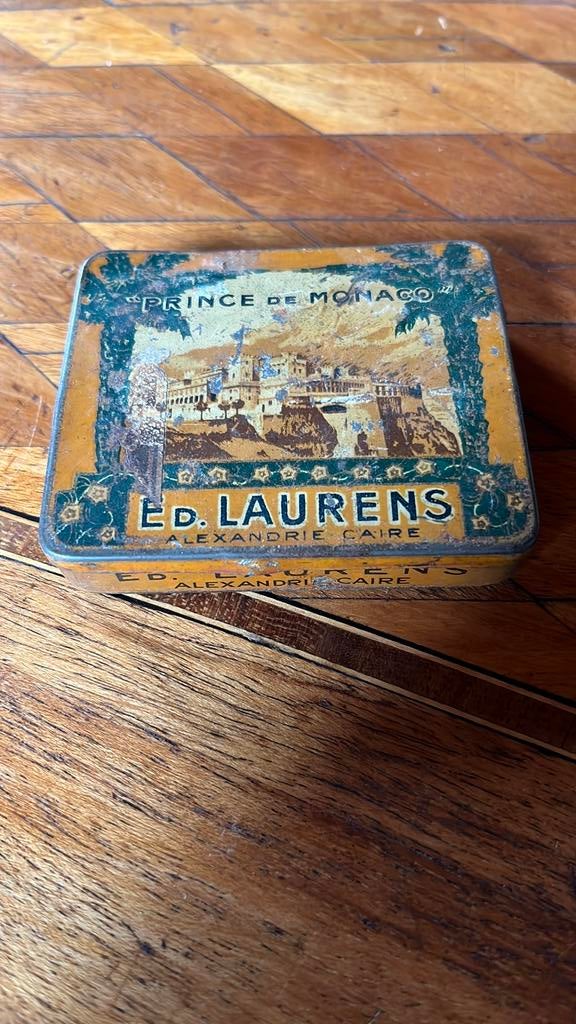 "PRINCE DE MONACO"
ED. LAURENS
ALEXANDRIE CAIRE
ED. LAURENS
ALEXANDRIE CAIRE